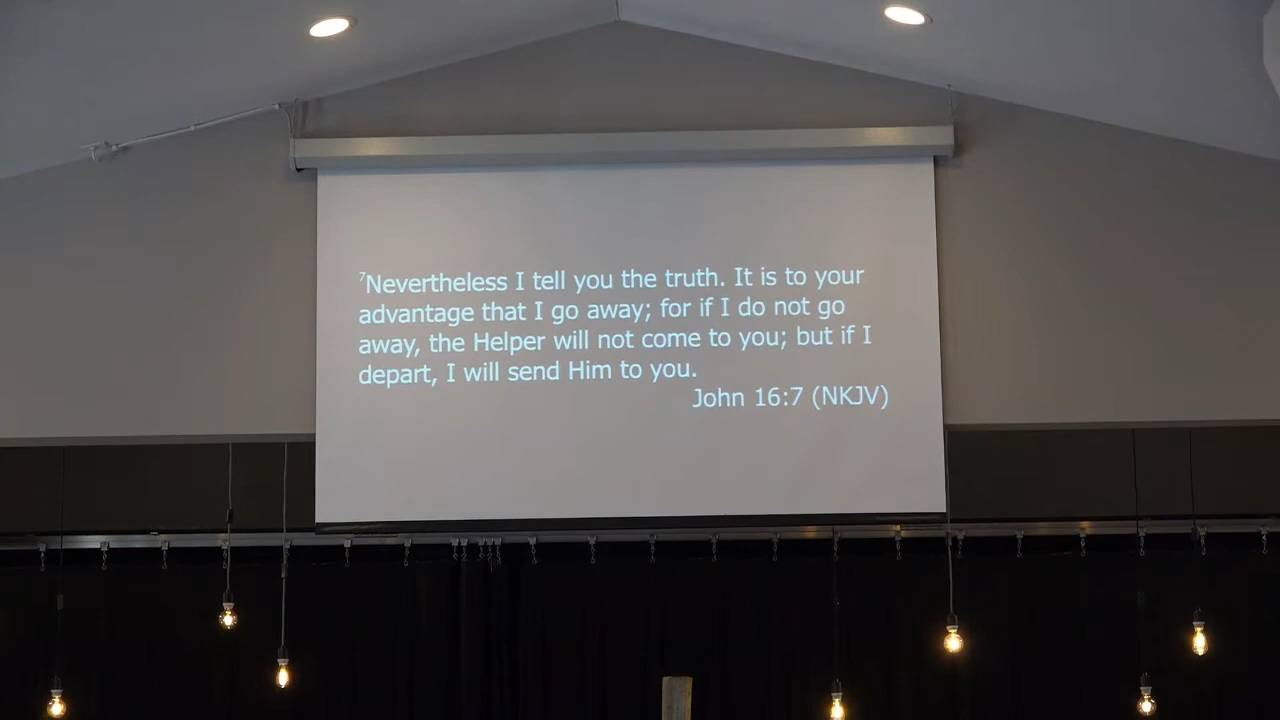 ⁷Nevertheless I tell you the truth. It is to your
advantage that I go away; for if I do not go
away, the Helper will not come to you; but if I
depart, I will send Him to you.
John 16:7 (NKJV)